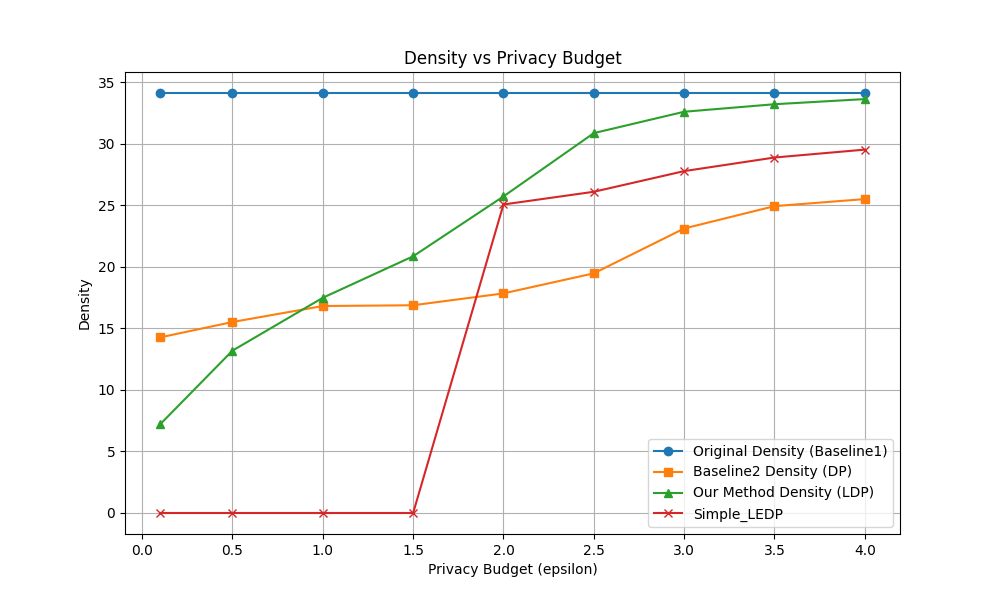 Density vs Privacy Budget
Density
35
30
25
20
15
10
5
0
0.0 0.5 1.0 1.5 2.0 2.5 3.0 3.5 4.0
Privacy Budget (epsilon)
Original Density (Baseline1)
Baseline2 Density (DP)
Our Method Density (LDP)
Simple_LEDP